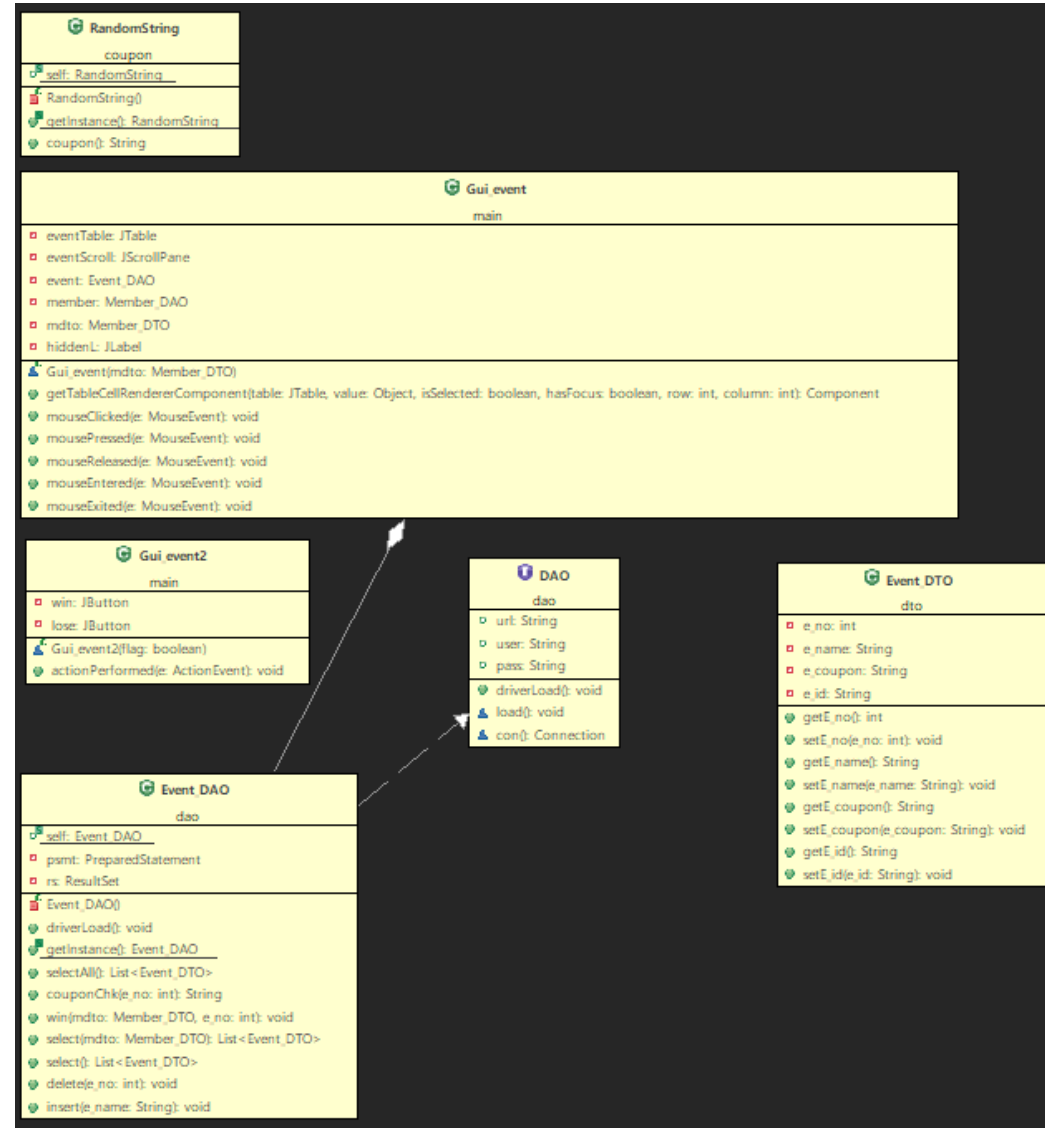 RandomString
coupon
self: RandomString
RandomString()
getInstance(): RandomString
coupon(): String
Gui_event
main
eventTable: JTable
eventScroll: JScrollPane
event: Event_DAO
member: Member_DAO
mdto: Member_DTO
hiddenL: JLabel
Gui_event(mdto: Member_DTO)
getTableCellRendererComponent(table: JTable, value: Object, isSelected: boolean, hasFocus: boolean, row: int, column: int): Component
mouseClicked(e: MouseEvent): void
mousePressed(e: MouseEvent): void
mouseReleased(e: MouseEvent): void
mouseEntered(e: MouseEvent): void
mouseExited(e: MouseEvent): void
Gui_event2
main
win: JButton
lose: JButton
Gui_event2(flag: boolean)
actionPerformed(e: ActionEvent): void
DAO
dao
url: String
user: String
pass: String
driverLoad(): void
load(): void
con(): Connection
Event_DTO
dto
e_no: int
e_name: String
e_coupon: String
e_id: String
getE_no(): int
setE_no(e_no: int): void
getE_name(): String
setE_name(e_name: String): void
getE_coupon(): String
setE_coupon(e_coupon: String): void
getE_id(): String
setE_id(e_id: String): void
Event_DAO
dao
self: Event_DAO
psmt: PreparedStatement
rs: ResultSet
Event_DAO()
driverLoad(): void
getInstance(): Event_DAO
selectAll(): List<Event_DTO>
couponChk(e_no: int): String
win(mdto: Member_DTO, e_no: int): void
select(mdto: Member_DTO): List<Event_DTO>
select(): List<Event_DTO>
delete(e_no: int): void
insert(e_name: String): void